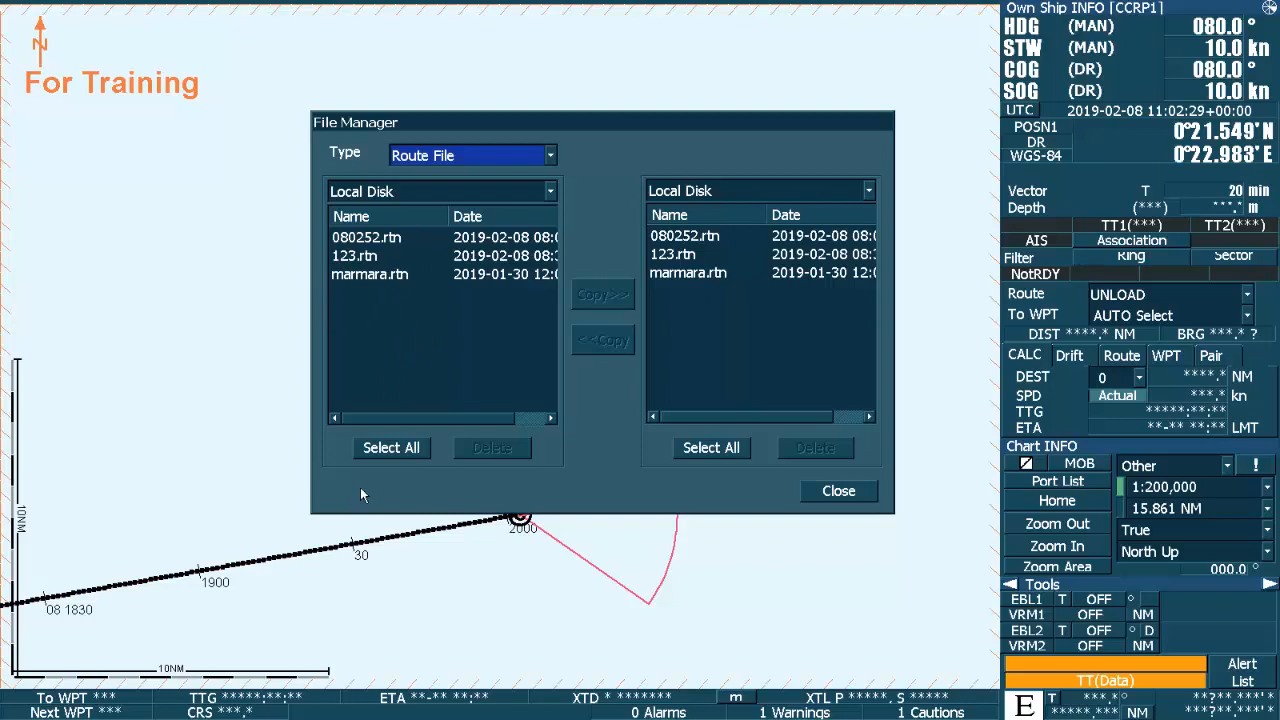 N
For Training
File Manager
Type
Route File
Local Disk
Name Date
080252.rtn 2019-02-08 08:
123.rtn 2019-02-08 08:
marmara.rtn 2019-01-30 12:
Select All Delete
Copy>>
<<Copy
Local Disk
Name Date
080252.rtn 2019-02-08 08:
123.rtn 2019-02-08 08:
marmara.rtn 2019-01-30 12:
Select All Delete
Close
2000
30
1900
08 1830
10NM
10NM
Own Ship INFO [CCRP1]
HDG (MAN) 080.0 °
STW (MAN) 10.0 kn
COG (DR) 080.0 °
SOG (DR) 10.0 kn
UTC 2019-02-08 11:02:29+00:00
POSN1
DR
WGS-84
0°21.549'N
0°22.983'E
Vector T 20 min
Depth (***) ***.* m
TT1(***) TT2(***)
AIS Association
Filter Ring Sector
NotRDY
Route UNLOAD
To WPT AUTO Select
DIST ****.* NM BRG ***.* ?
CALC Drift Route WPT Pair
DEST 0 ****.* NM
SPD Actual ***.* kn
TTG *****:**:**
ETA **-** **:** LMT
Chart INFO
MOB Other !
Port List 1:200,000
Home 15.861 NM
Zoom Out True
Zoom In North Up
Zoom Area 000.0 °
Tools
EBL1 T OFF °
VRM1 OFF NM
EBL2 T OFF ° D
VRM2 OFF NM
TT(Data)
Alert
List
To WPT *** TTG *****:**:** ETA **-** **:** XTD * ******* m XTL P ***** , S *****
Next WPT *** CRS ***.* 0 Alarms 1 Warnings 1 Cautions
E T ***.*° **?**.***'*
*****.*** NM ***?**.***'*